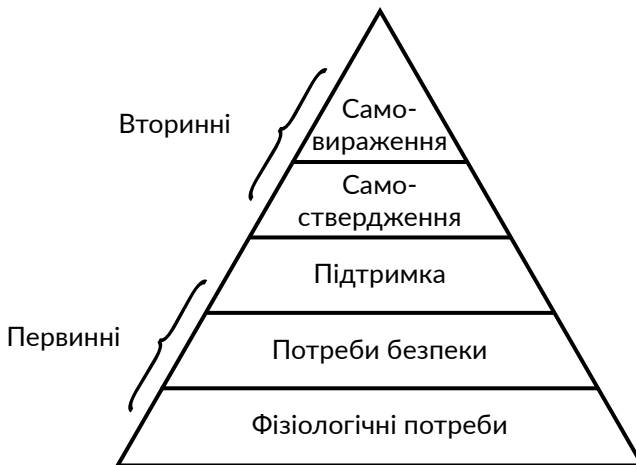 Само-
вираження
Вторинні
Само-
ствердження
Підтримка
Первинні
Потреби безпеки
Фізіологічні потреби